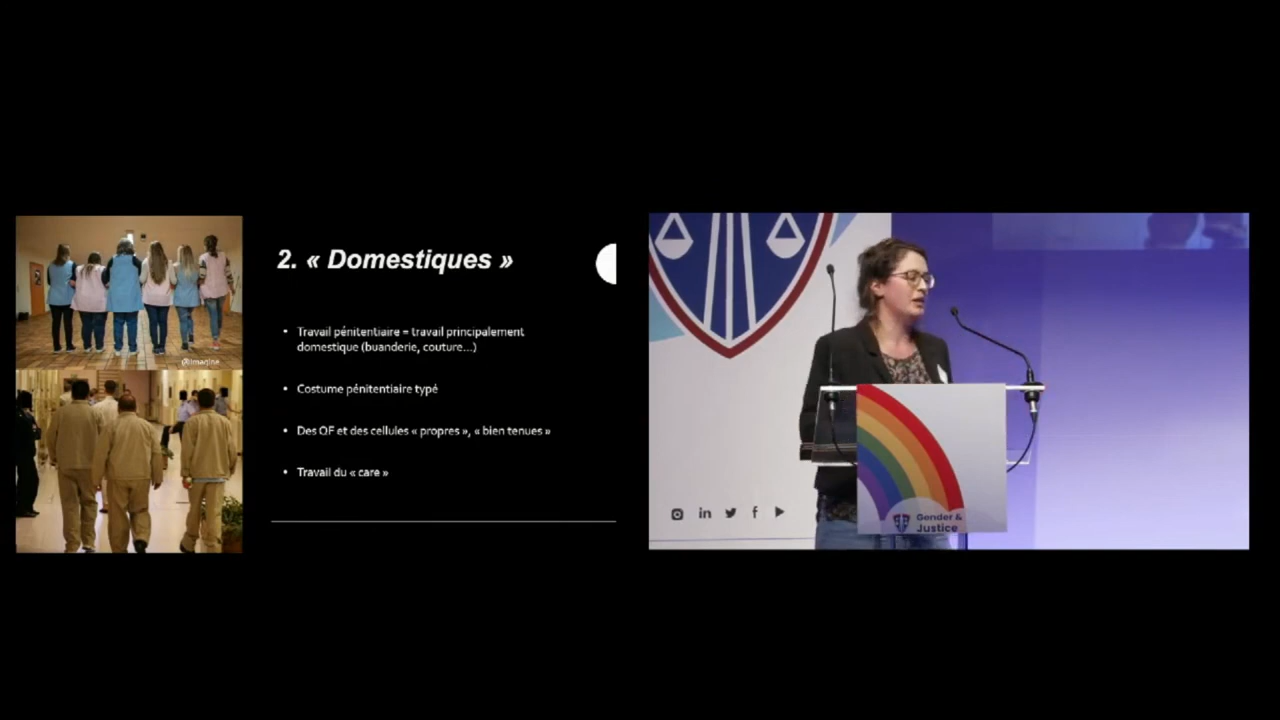 2. « Domestiques »
• Travail pénitentiaire = travail principalement
domestique (buanderie, couture...)
• Costume pénitentiaire typé
• Des QF et des cellules « propres », « bien tenues »
• Travail du « care »
@Imagine
Gender &
Justice